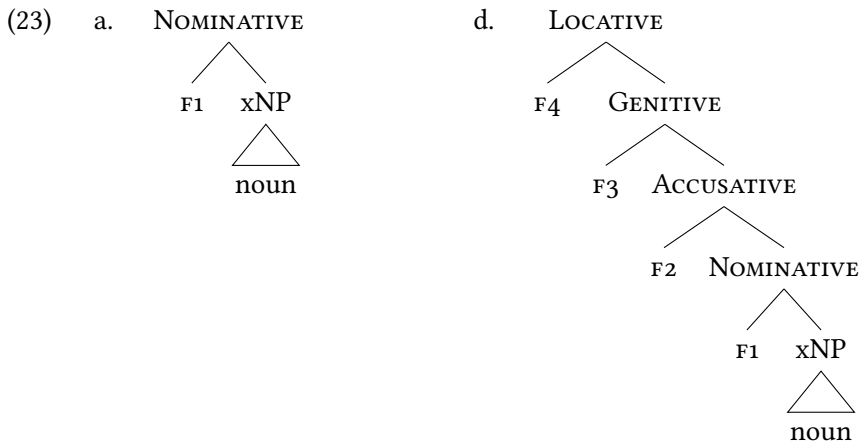 (23) a. NOMINATIVE d. LOCATIVE
F1 xNP F4 GENITIVE
noun F3 ACCUSATIVE
F2 NOMINATIVE
F1 xNP
noun